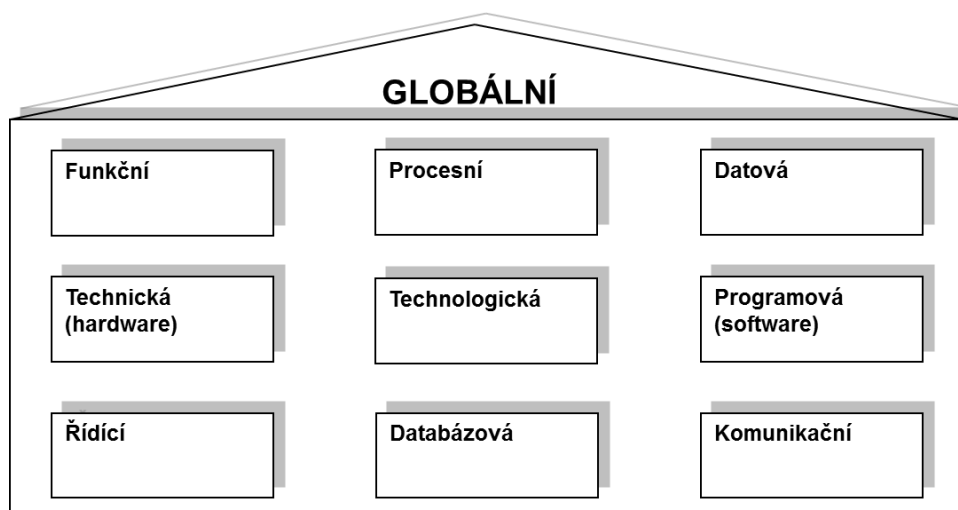 GLOBÁLNÍ
Funkční
Procesní
Datová
Technická
(hardware)
Technologická
Programová
(software)
Řídící
Databázová
Komunikační